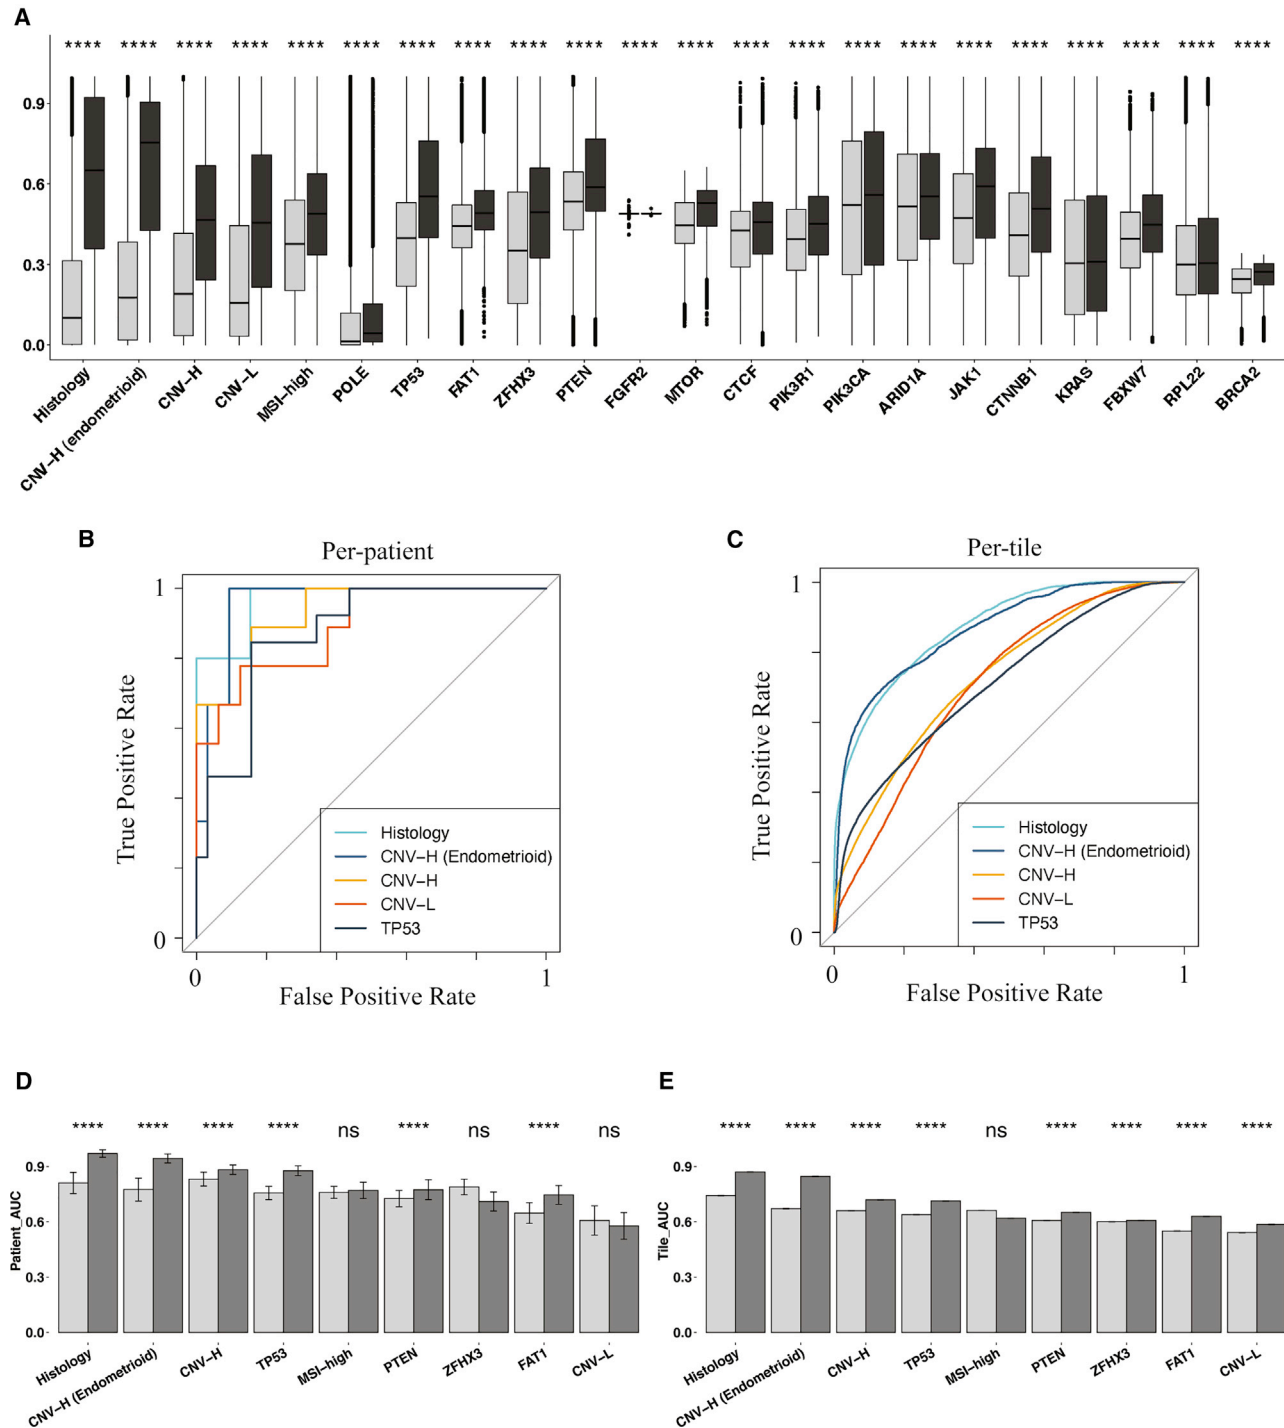 A
**** **** **** **** **** **** **** **** **** **** **** **** **** **** **** **** **** **** **** **** **** ****
0.9
0.6
0.3
0.0
Histology
CNV-H (endometrioid)
CNV-H
CNV-L
MSI-high
POLE
TP53
FAT1
ZFHX3
PTEN
FGFR2
MTOR
CTCF
PIK3R1
PIK3CA
ARID1A
JAK1
CTNNB1
KRAS
FBXW7
RPL22
BRCA2
B
Per-patient
True Positive Rate
1
0
Histology
CNV-H (Endometrioid)
CNV-H
CNV-L
TP53
0
1
False Positive Rate
C
Per-tile
True Positive Rate
1
0
Histology
CNV-H (Endometrioid)
CNV-H
CNV-L
TP53
0
1
False Positive Rate
D
**** **** **** **** ns **** ns **** ns
Patient_AUC
0.9
0.6
0.3
0.0
Histology
CNV-H (Endometrioid)
CNV-H
TP53
MSI-high
PTEN
ZFHX3
FAT1
CNV-L
E
**** **** **** **** ns **** **** **** ****
Tile_AUC
0.9
0.6
0.3
0.0
Histology
CNV-H (Endometrioid)
CNV-H
TP53
MSI-high
PTEN
ZFHX3
FAT1
CNV-L